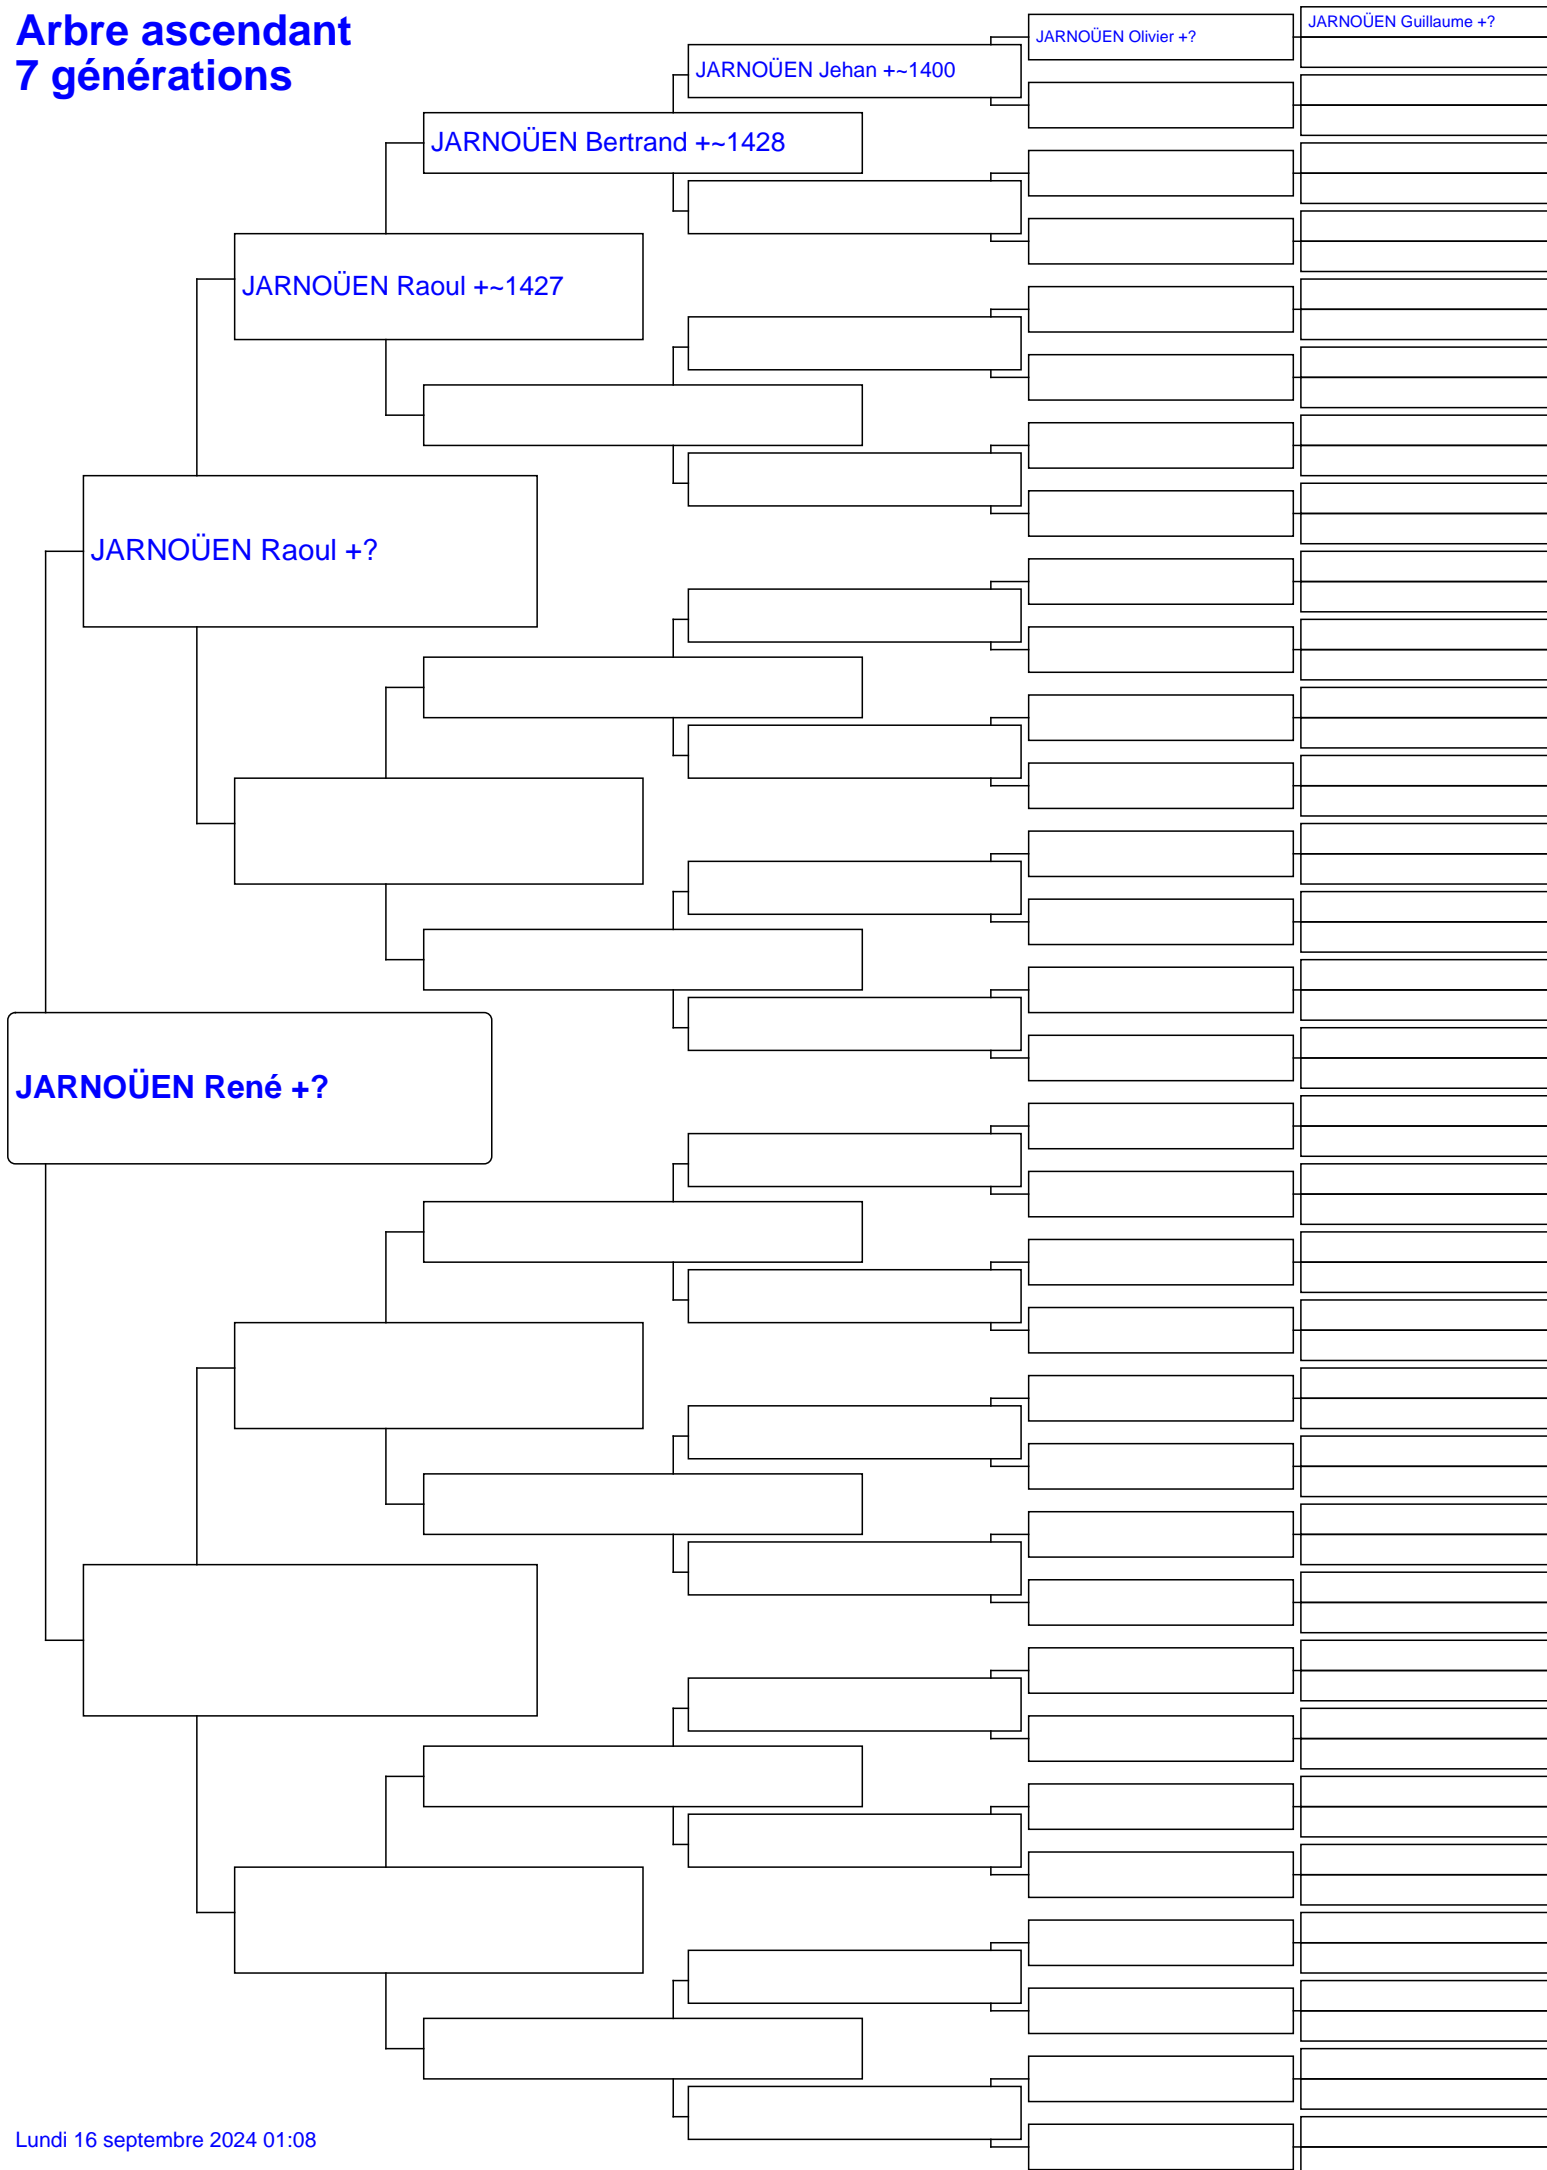 Arbre ascendant
7 générations
JARNOÜEN Guillaume +?
JARNOÜEN Olivier +?
JARNOÜEN Jehan +~1400
JARNOÜEN Bertrand +~1428
JARNOÜEN Raoul +~1427
JARNOÜEN Raoul +?
JARNOÜEN René +?
Lundi 16 septembre 2024 01:08